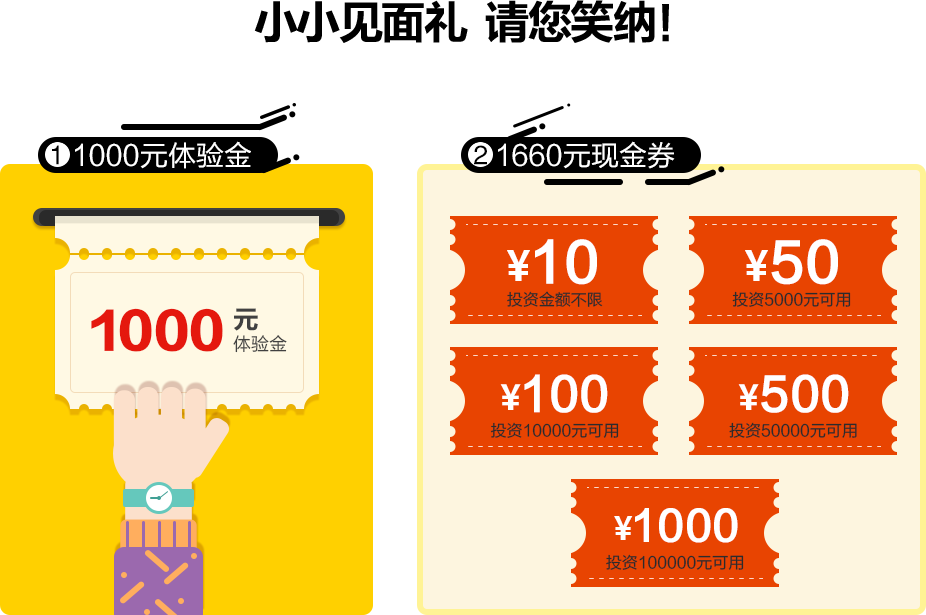 小小见面礼 请您笑纳!
①1000元体验金
1000 元
体验金
②1660元现金券
¥10
投资金额不限
¥50
投资5000元可用
¥100
投资10000元可用
¥500
投资50000元可用
¥1000
投资100000元可用